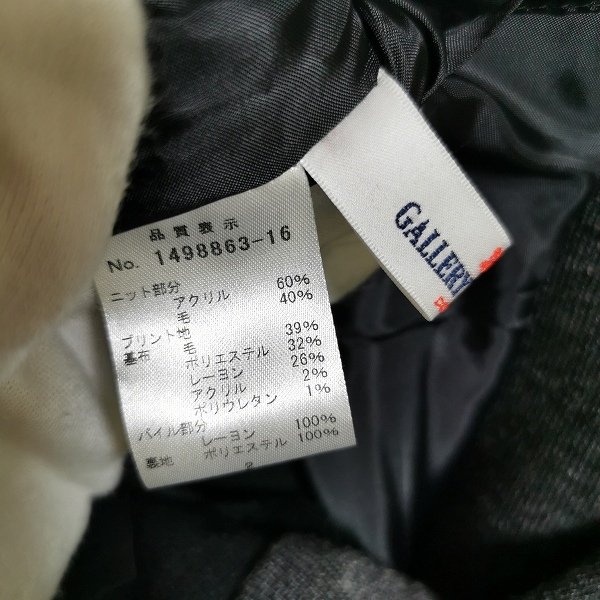 品質表示
No. 1498863-16
ニット部分
アクリル 60%
毛 40%
プリント地
基布 毛 39%
ポリエステル 32%
レーヨン 26%
アクリル 2%
ポリウレタン 1%
パイル部分
レーヨン 100%
裏地 ポリエステル 100%
GALLERY